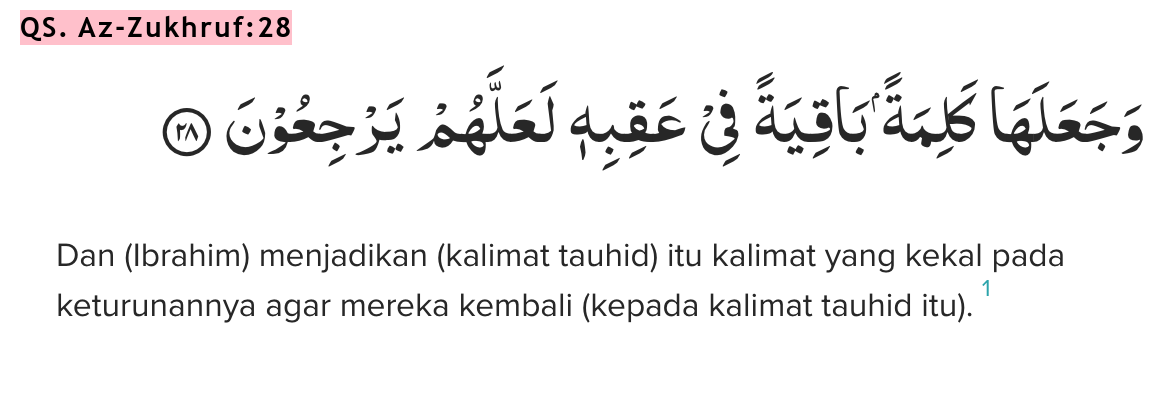 QS. Az-Zukhruf:28
وَجَعَلَهَا كَلِمَةً ۢ بَاقِيَةً فِيْ عَقِبِهٖ لَعَلَّهُمْ يَرْجِعُوْنَ ٢٨
Dan (Ibrahim) menjadikan (kalimat tauhid) itu kalimat yang kekal pada
keturunannya agar mereka kembali (kepada kalimat tauhid itu). 1